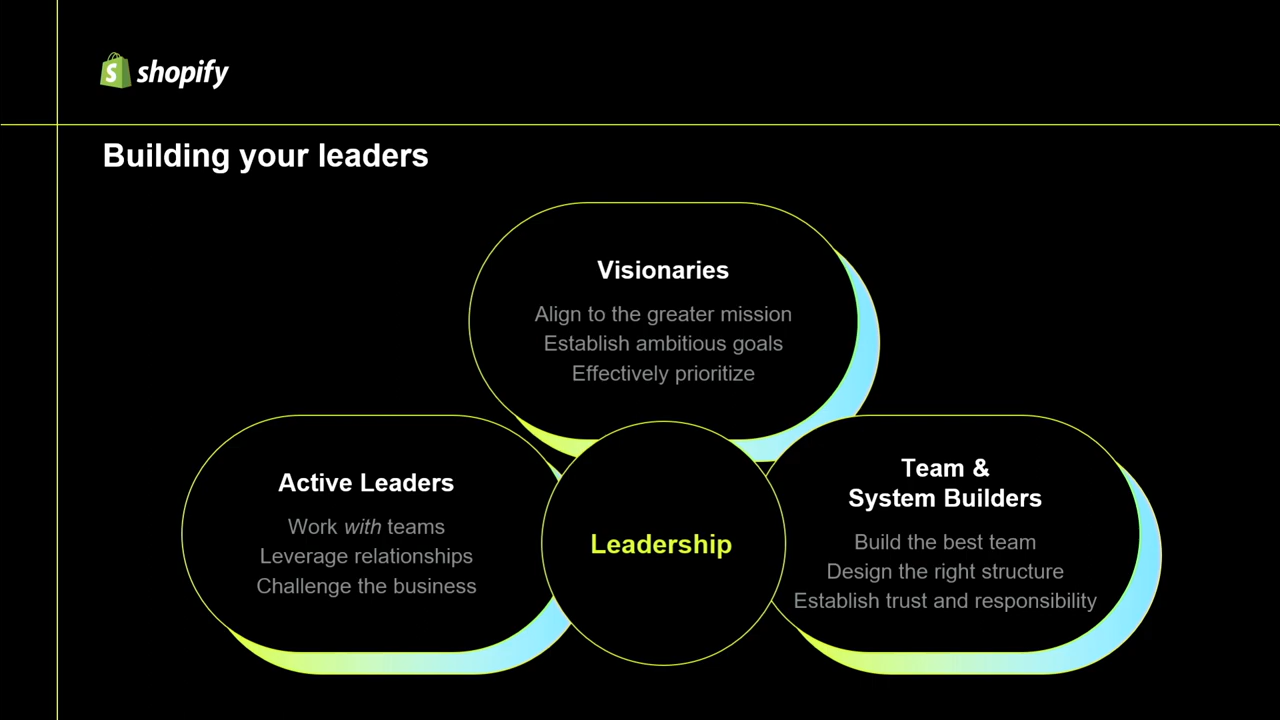 shopify
Building your leaders
Visionaries
Align to the greater mission
Establish ambitious goals
Effectively prioritize
Active Leaders
Work with teams
Leverage relationships
Challenge the business
Leadership
Team &
System Builders
Build the best team
Design the right structure
Establish trust and responsibility